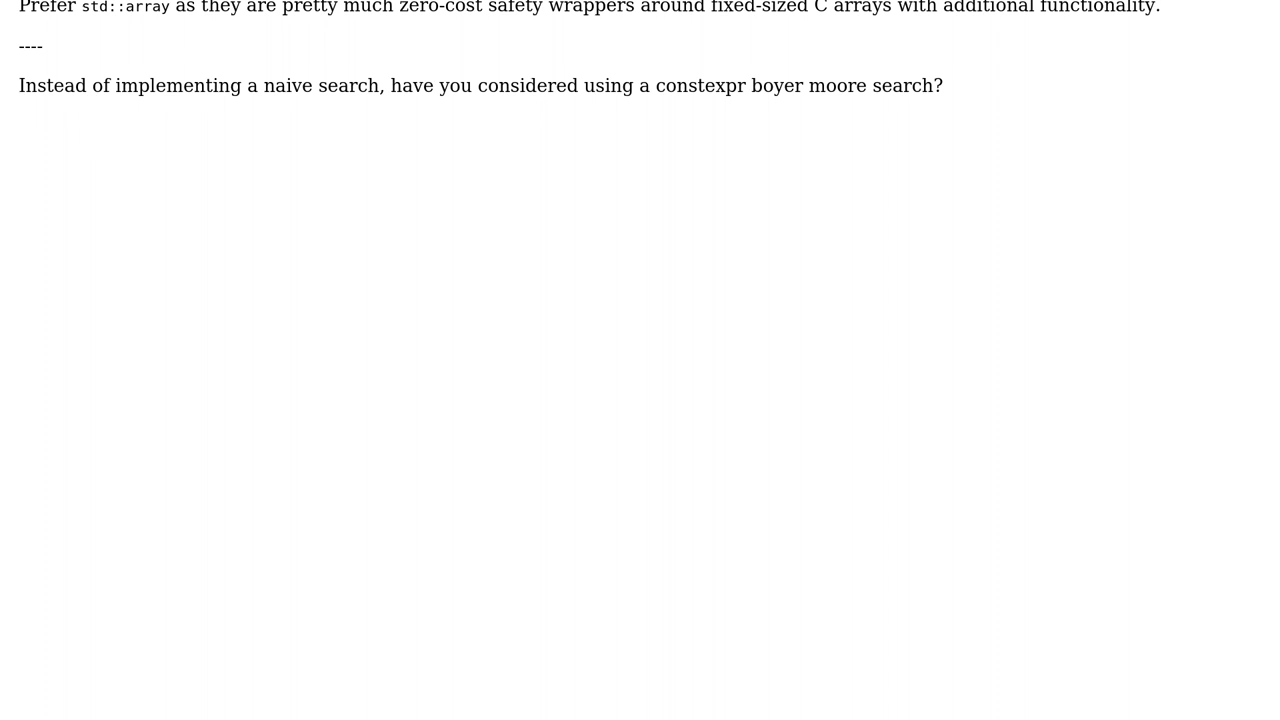 Prefer std::array as they are pretty much zero-cost safety wrappers around fixed-sized C arrays with additional functionality.
----
Instead of implementing a naive search, have you considered using a constexpr boyer moore search?